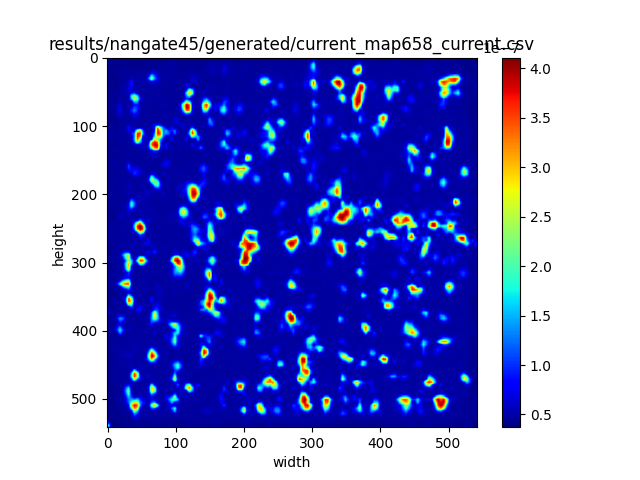 results/nangate45/generated/current_map658_current.csv
1e−7
0
100
200
300
400
500
height
0 100 200 300 400 500
width
4.0
3.5
3.0
2.5
2.0
1.5
1.0
0.5